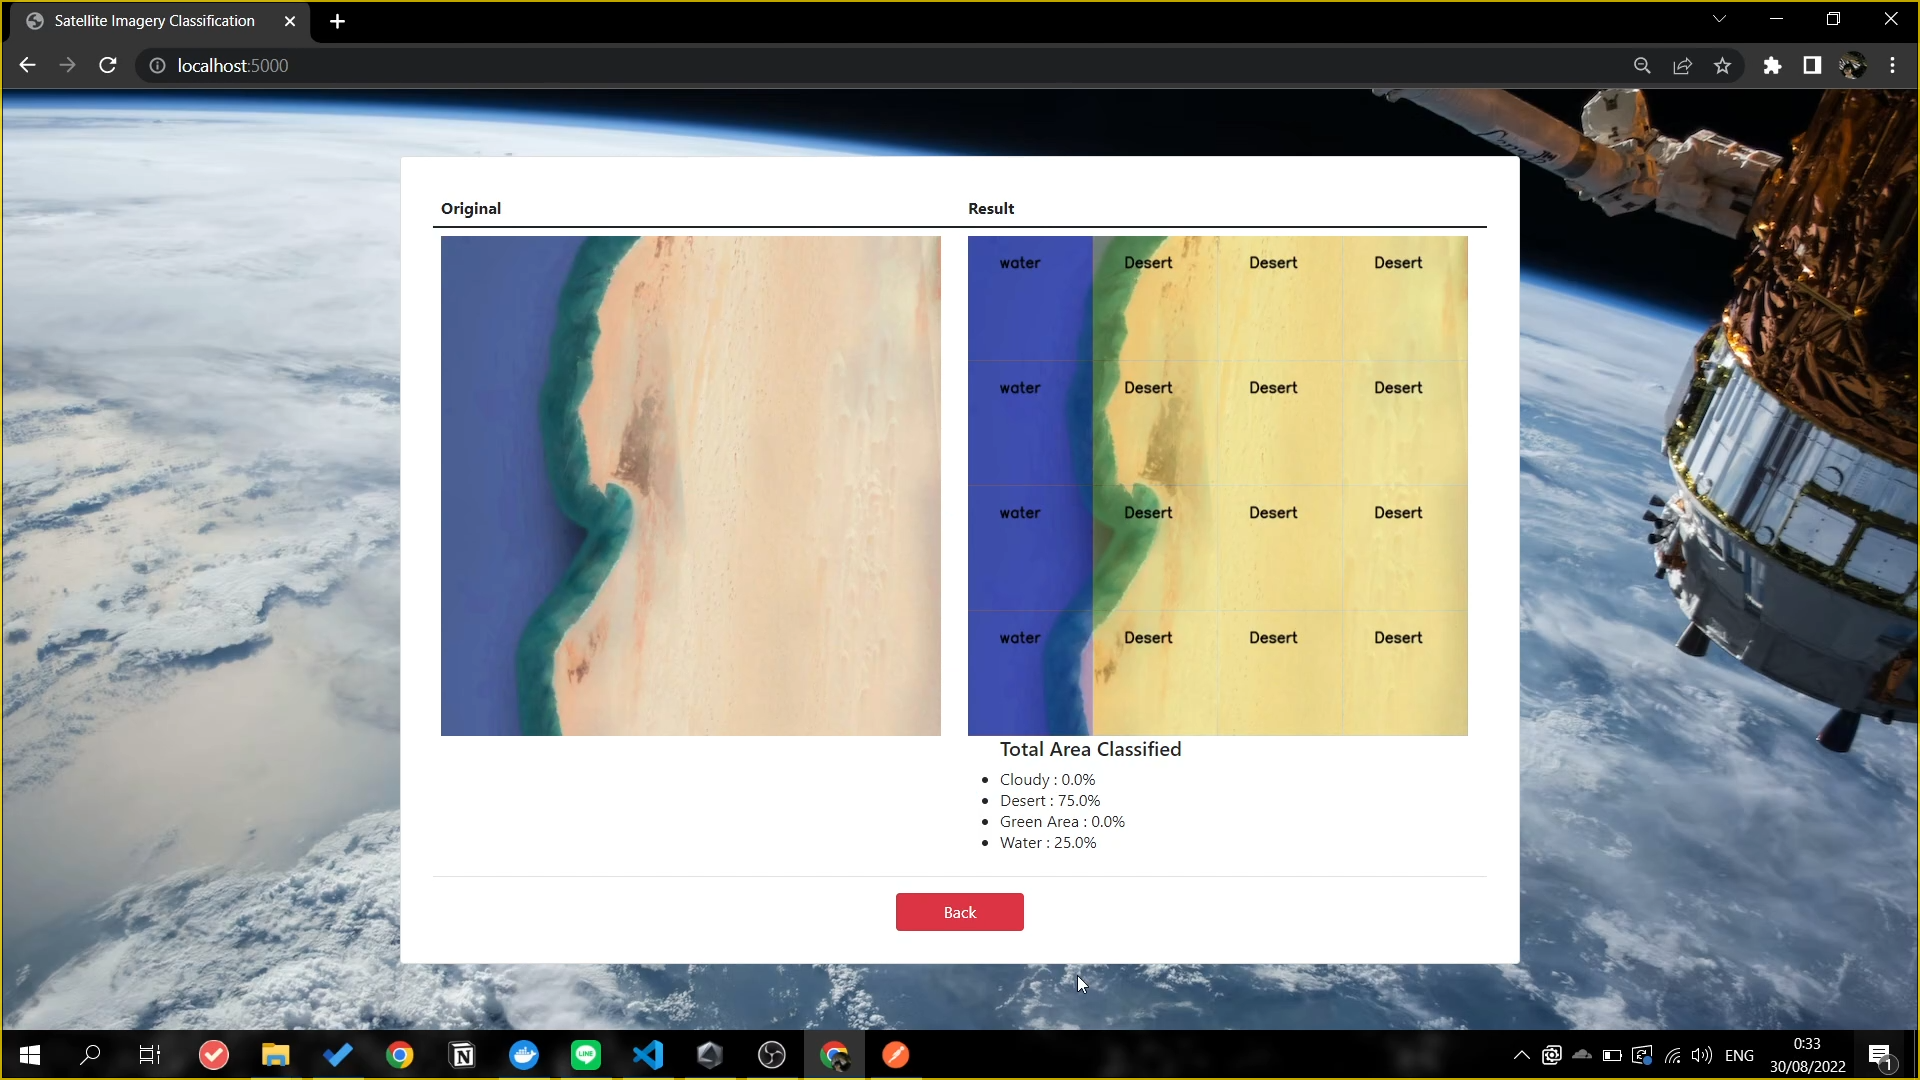 Satellite Imagery Classification
localhost:5000
Original
Result
water Desert Desert Desert
water Desert Desert Desert
water Desert Desert Desert
water Desert Desert Desert
Total Area Classified
Cloudy : 0.0%
Desert : 75.0%
Green Area : 0.0%
Water : 25.0%
Back
LINE
ENG
0:33
30/08/2022
1